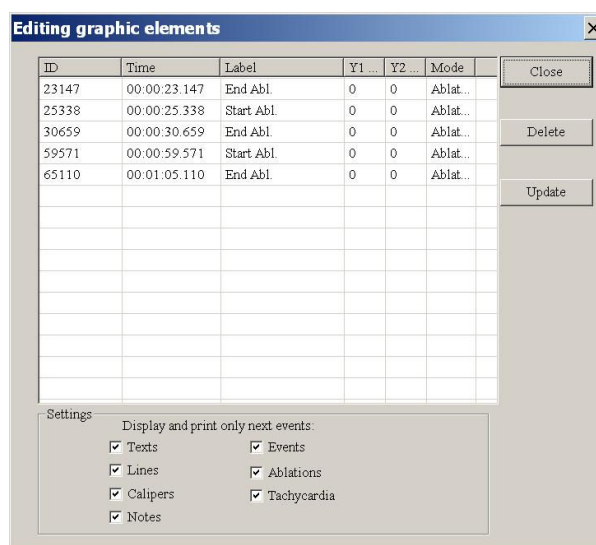 Editing graphic elements
ID Time Label Y1 ... Y2 ... Mode
23147 00:00:23.147 End Abl. 0 0 Ablat...
25338 00:00:25.338 Start Abl. 0 0 Ablat...
30659 00:00:30.659 End Abl. 0 0 Ablat...
59571 00:00:59.571 Start Abl. 0 0 Ablat...
65110 00:01:05.110 End Abl. 0 0 Ablat...
Close
Delete
Update
Settings
Display and print only next events:
Texts Events
Lines Ablations
Calipers Tachycardia
Notes